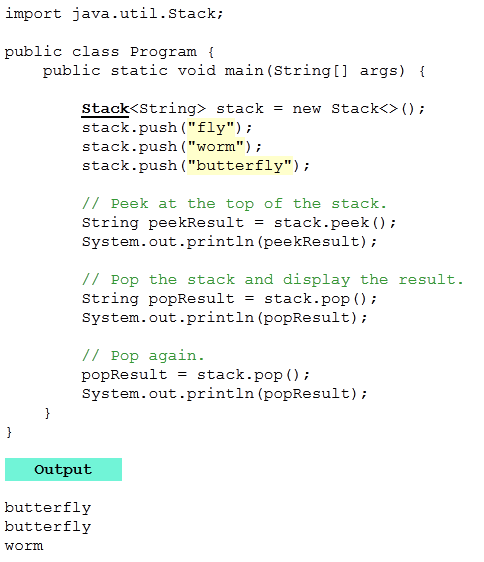 import java.util.Stack;
public class Program {
    public static void main(String[] args) {
        Stack<String> stack = new Stack<>();
        stack.push("fly");
        stack.push("worm");
        stack.push("butterfly");
        // Peek at the top of the stack.
        String peekResult = stack.peek();
        System.out.println(peekResult);
        // Pop the stack and display the result.
        String popResult = stack.pop();
        System.out.println(popResult);
        // Pop again.
        popResult = stack.pop();
        System.out.println(popResult);
    }
}
Output
butterfly
butterfly
worm